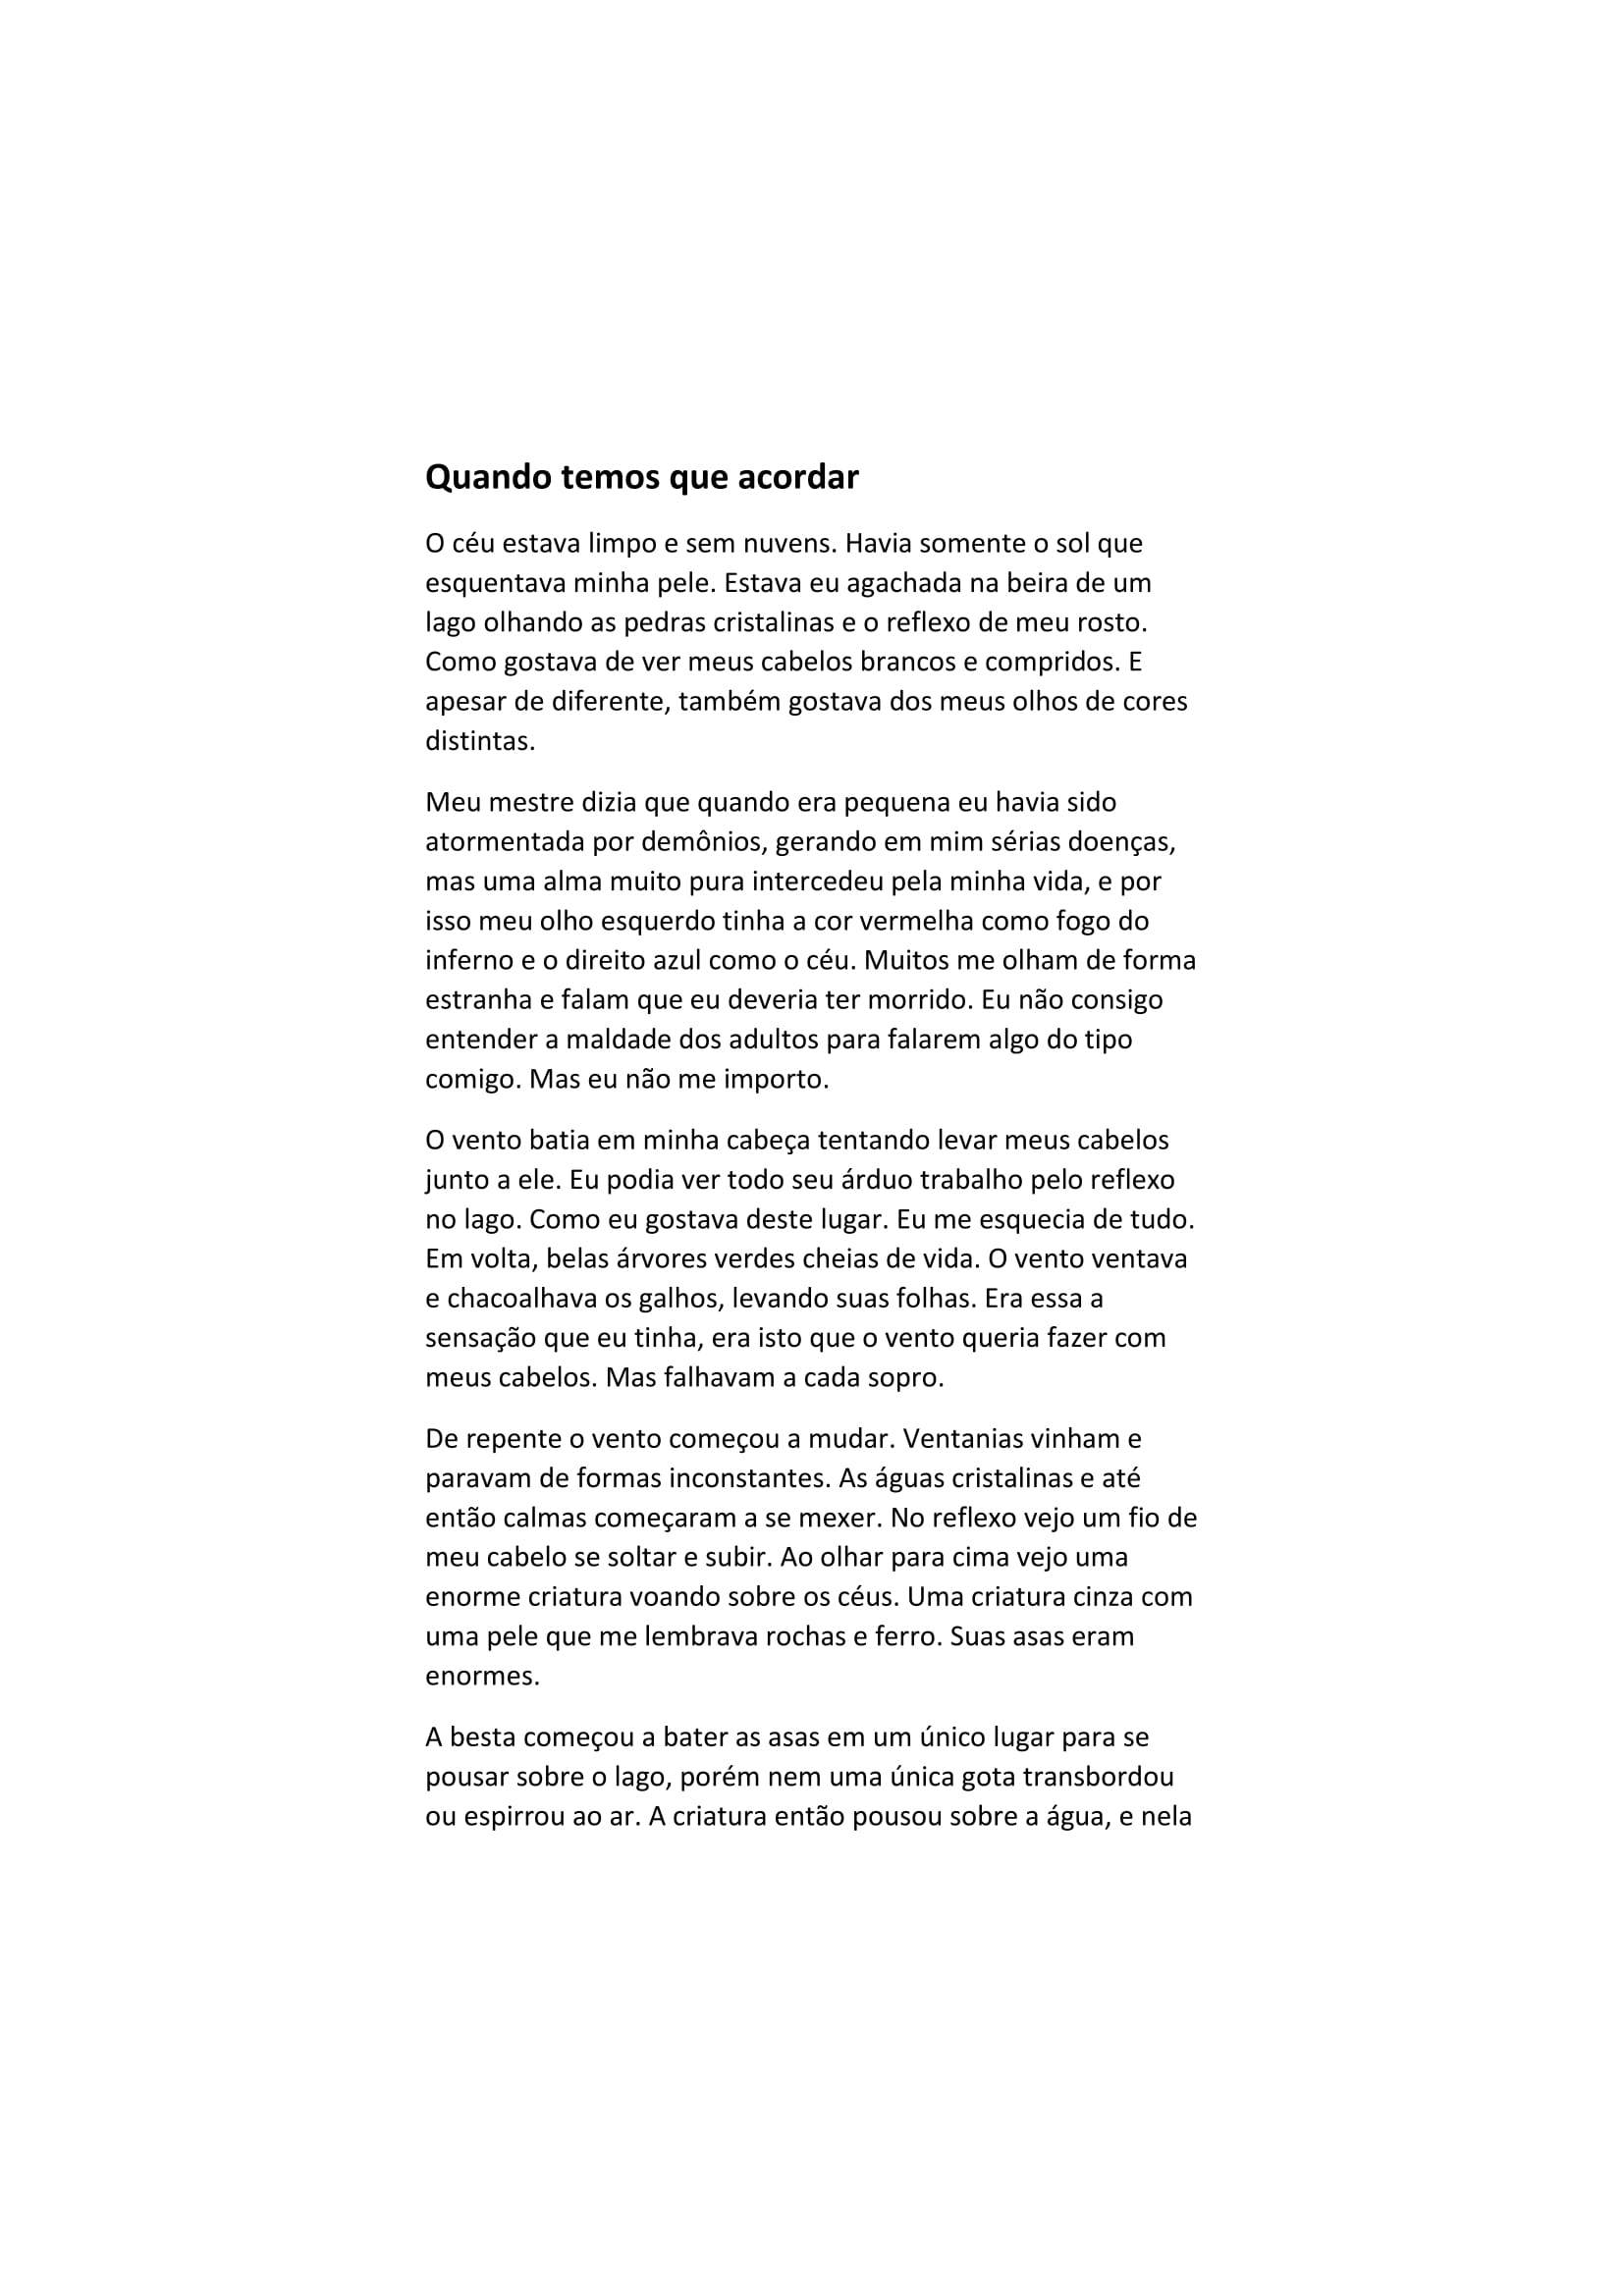 Quando temos que acordar
O céu estava limpo e sem nuvens. Havia somente o sol que
esquentava minha pele. Estava eu agachada na beira de um
lago olhando as pedras cristalinas e o reflexo de meu rosto.
Como gostava de ver meus cabelos brancos e compridos. E
apesar de diferente, também gostava dos meus olhos de cores
distintas.
Meu mestre dizia que quando era pequena eu havia sido
atormentada por demônios, gerando em mim sérias doenças,
mas uma alma muito pura intercedeu pela minha vida, e por
isso meu olho esquerdo tinha a cor vermelha como fogo do
inferno e o direito azul como o céu. Muitos me olham de forma
estranha e falam que eu deveria ter morrido. Eu não consigo
entender a maldade dos adultos para falarem algo do tipo
comigo. Mas eu não me importo.
O vento batia em minha cabeça tentando levar meus cabelos
junto a ele. Eu podia ver todo seu árduo trabalho pelo reflexo
no lago. Como eu gostava deste lugar. Eu me esquecia de tudo.
Em volta, belas árvores verdes cheias de vida. O vento ventava
e chacoalhava os galhos, levando suas folhas. Era essa a
sensação que eu tinha, era isto que o vento queria fazer com
meus cabelos. Mas falhavam a cada sopro.
De repente o vento começou a mudar. Ventanias vinham e
paravam de formas inconstantes. As águas cristalinas e até
então calmas começaram a se mexer. No reflexo vejo um fio de
meu cabelo se soltar e subir. Ao olhar para cima vejo uma
enorme criatura voando sobre os céus. Uma criatura cinza com
uma pele que me lembrava rochas e ferro. Suas asas eram
enormes.
A besta começou a bater as asas em um único lugar para se
pousar sobre o lago, porém nem uma única gota transbordou
ou espirrou ao ar. A criatura então pousou sobre a água, e nela